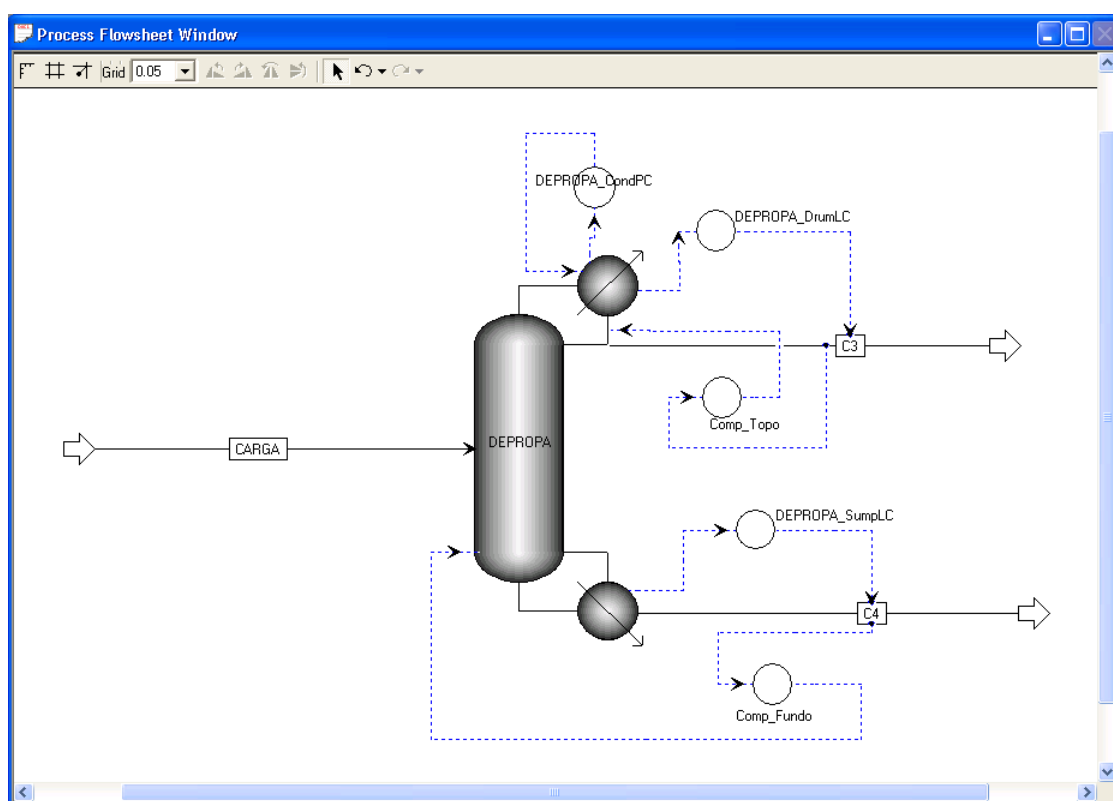 Process Flowsheet Window
Grid 0.05
DEPROPA_CondPC
DEPROPA_DrumLC
C3
Comp_Topo
DEPROPA
CARGA
DEPROPA_SumpLC
C4
Comp_Fundo